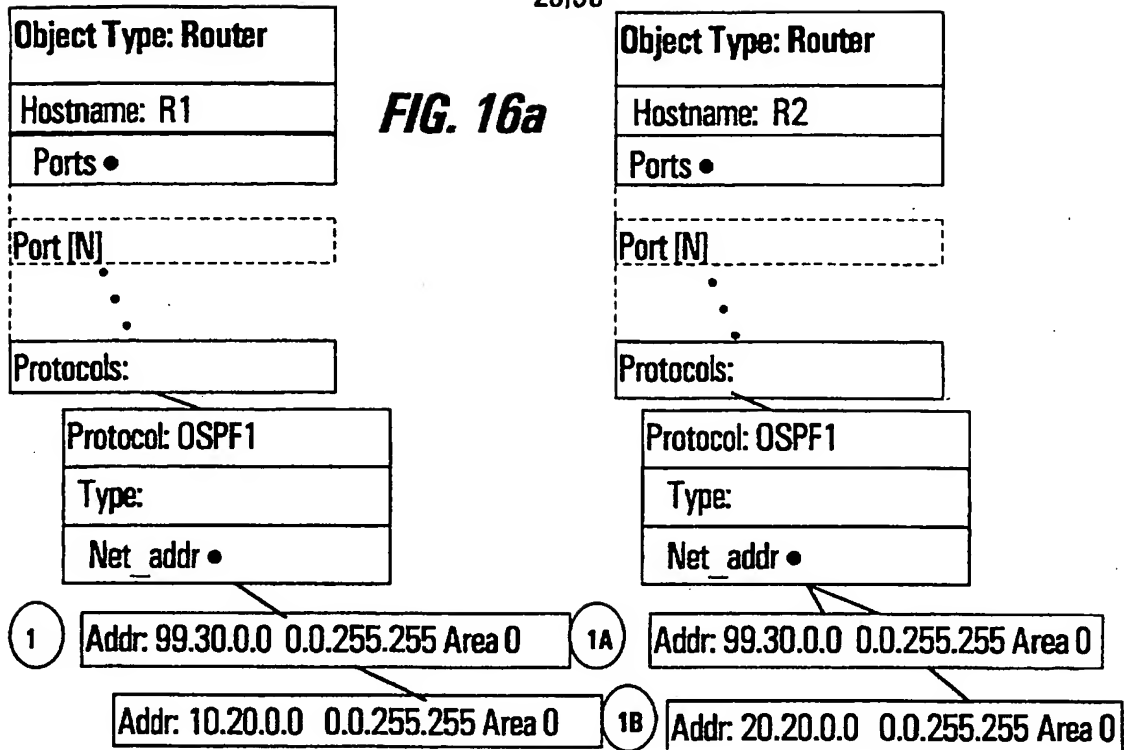 Object Type: Router
Hostname: R1
Ports
Port [N]
Protocols:
Protocol: OSPF1
Type:
Net_addr
1
Addr: 99.30.0.0 0.0.255.255 Area 0
Addr: 10.20.0.0 0.0.255.255 Area 0
FIG. 16a
Object Type: Router
Hostname: R2
Ports
Port [N]
Protocols:
Protocol: OSPF1
Type:
Net_addr
1A
Addr: 99.30.0.0 0.0.255.255 Area 0
1B
Addr: 20.20.0.0 0.0.255.255 Area 0